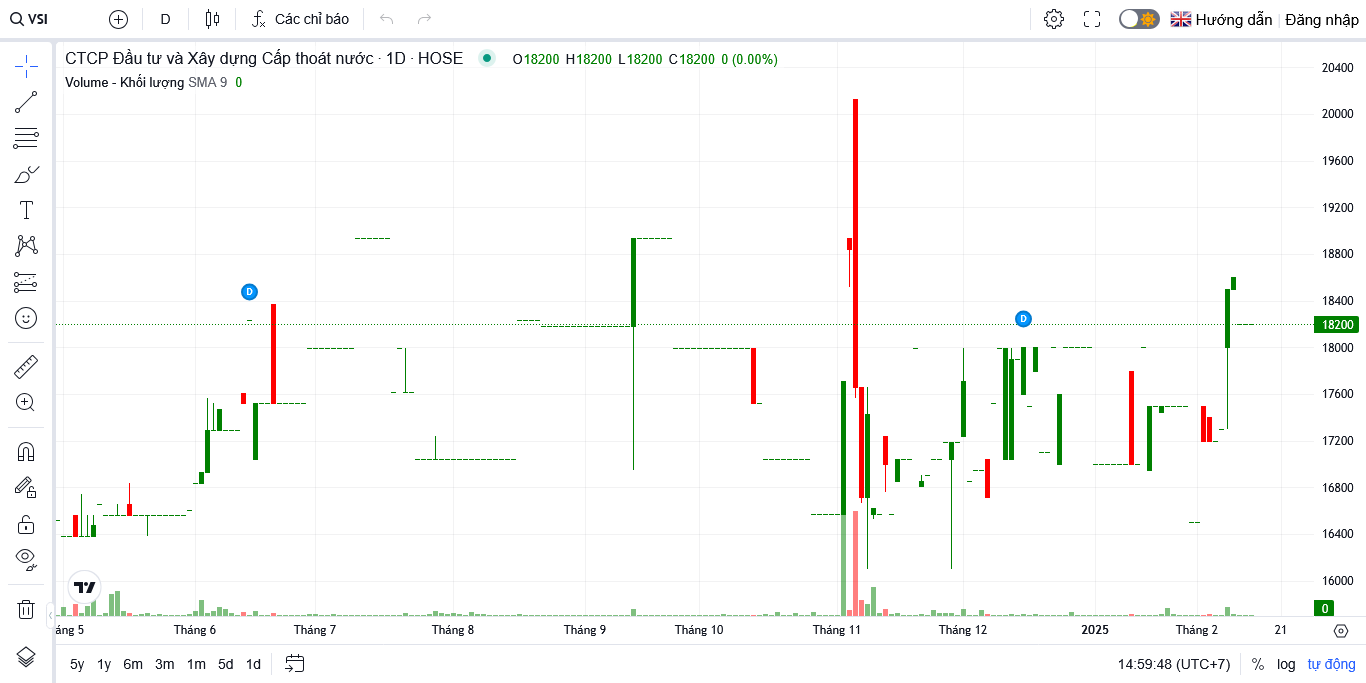 VSI D Các chỉ báo Hướng dẫn Đăng nhập
CTCP Đầu tư và Xây dựng Cấp thoát nước · 1D · HOSE O18200 H18200 L18200 C18200 0 (0.00%)
Volume - Khối lượng SMA 9 0
20400
20000
19600
19200
18800
18400
18200
18000
17600
17200
16800
16400
16000
0
D
D
áng 5 Tháng 6 Tháng 7 Tháng 8 Tháng 9 Tháng 10 Tháng 11 Tháng 12 2025 Tháng 2 21
5y 1y 6m 3m 1m 5d 1d 14:59:48 (UTC+7) % log tự động